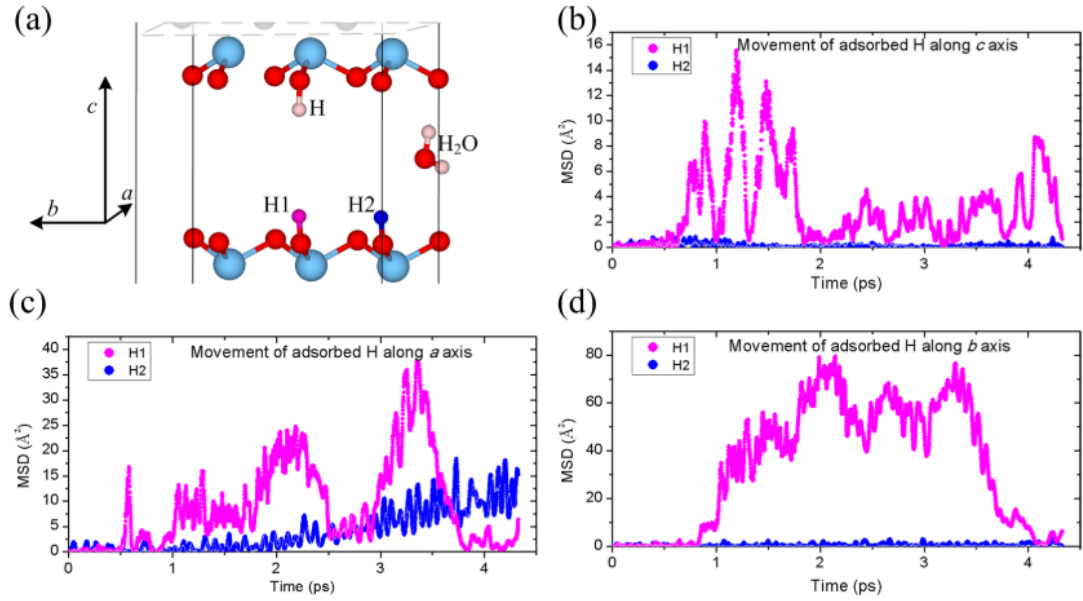 (a)
c
a
b
H
H₂O
H1
H2
(b)
Movement of adsorbed H along c axis
H1
H2
MSD (Å²)
16
14
12
10
8
6
4
2
0
0 1 2 3 4
Time (ps)
(c)
Movement of adsorbed H along a axis
H1
H2
MSD (Å²)
40
35
30
25
20
15
10
5
0
0 1 2 3 4
Time (ps)
(d)
Movement of adsorbed H along b axis
H1
H2
MSD (Å²)
80
60
40
20
0
0 1 2 3 4
Time (ps)